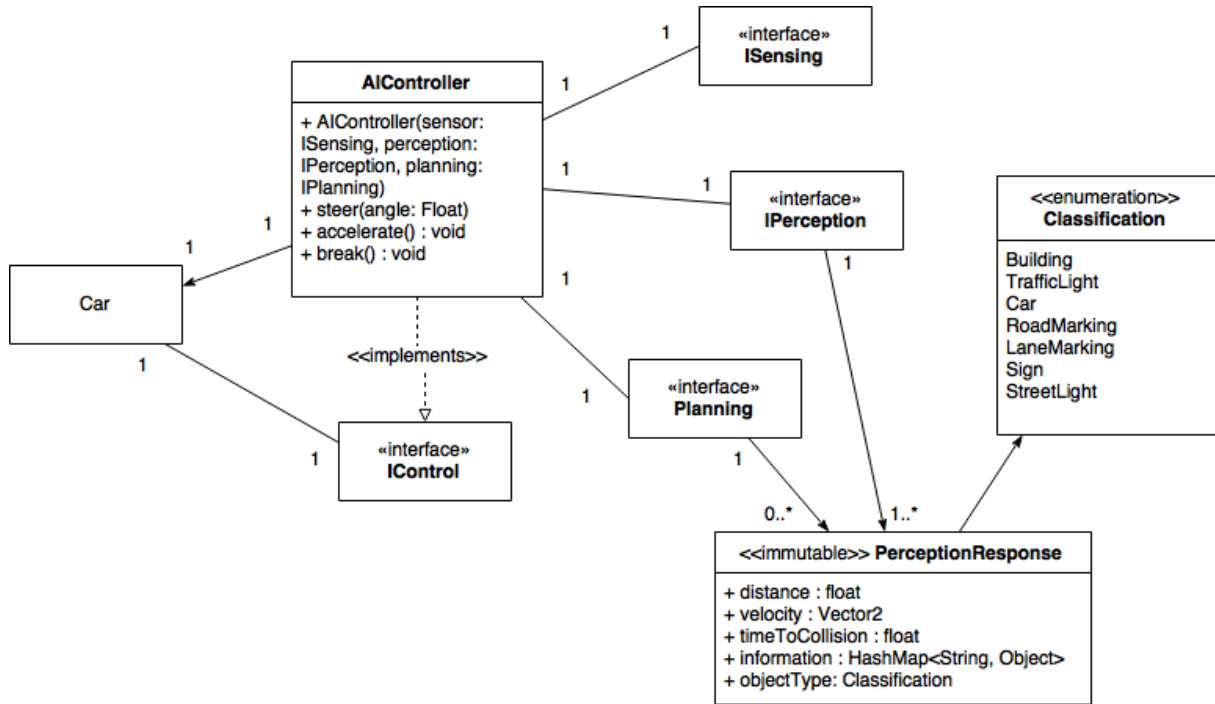 «interface»
ISensing
1
1
AIController
+ AIController(sensor:
ISensing, perception:
IPerception, planning:
IPlanning)
+ steer(angle: Float)
+ accelerate() : void
+ break() : void
1
1
«interface»
IPerception
1
<<enumeration>>
Classification
Building
TrafficLight
Car
RoadMarking
LaneMarking
Sign
StreetLight
1
1
Car
1
1
<<implements>>
«interface»
IControl
1
1
«interface»
Planning
1
0..*
1..*
<<immutable>> PerceptionResponse
+ distance : float
+ velocity : Vector2
+ timeToCollision : float
+ information : HashMap<String, Object>
+ objectType: Classification